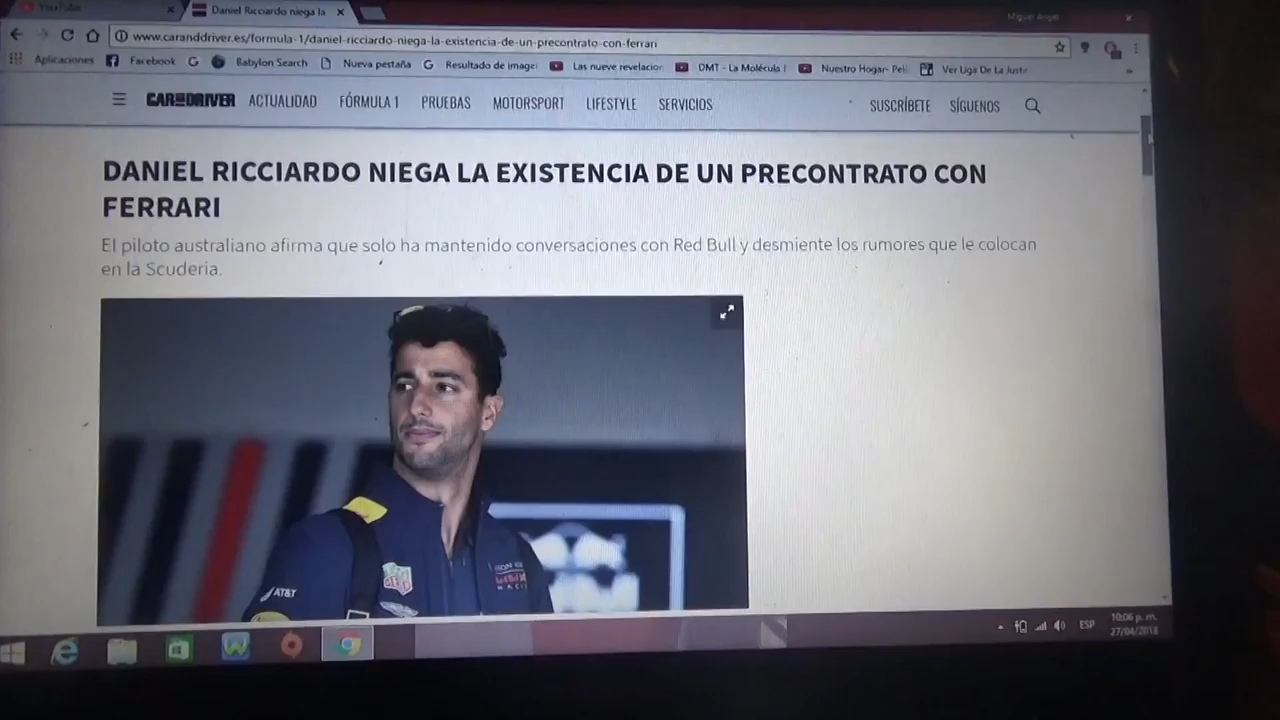 YouTube
Daniel Ricciardo niega la
Miguel Angel
www.caranddriver.es/formula-1/daniel-ricciardo-niega-la-existencia-de-un-precontrato-con-ferrari
Aplicaciones Facebook Babylon Search Nueva pestaña Resultado de image Las nueve revelacion DMT - La Molécula Nuestro Hogar- Pel Ver Liga De La Justi
CAR AND DRIVER ACTUALIDAD FÓRMULA 1 PRUEBAS MOTORSPORT LIFESTYLE SERVICIOS SUSCRÍBETE SÍGUENOS
DANIEL RICCIARDO NIEGA LA EXISTENCIA DE UN PRECONTRATO CON
FERRARI
El piloto australiano afirma que solo ha mantenido conversaciones con Red Bull y desmiente los rumores que le colocan
en la Scuderia.
AT&T
ESP
10:06 p. m.
27/04/2018